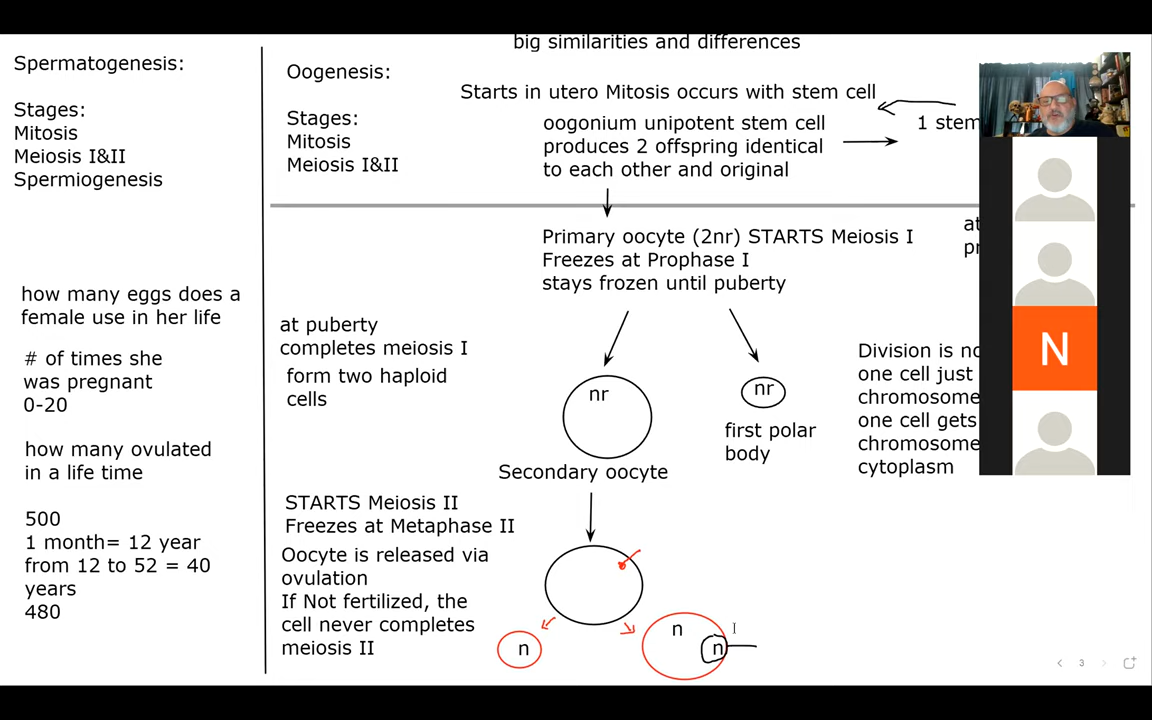 big similarities and differences
Spermatogenesis:
Stages:
Mitosis
Meiosis I&II
Spermiogenesis
how many eggs does a
female use in her life
# of times she
was pregnant
0-20
how many ovulated
in a life time
500
1 month= 12 year
from 12 to 52 = 40
years
480
Oogenesis:
Stages:
Mitosis
Meiosis I&II
Starts in utero Mitosis occurs with stem cell
oogonium unipotent stem cell
produces 2 offspring identical
to each other and original
1 stem
Primary oocyte (2nr) STARTS Meiosis I
Freezes at Prophase I
stays frozen until puberty
at puberty
completes meiosis I
form two haploid
cells
nr
nr
first polar
body
Secondary oocyte
Division is
one cell just
one cell gets
cytoplasm
STARTS Meiosis II
Freezes at Metaphase II
Oocyte is released via
ovulation
If Not fertilized, the
cell never completes
meiosis II
n
n
n
N
3